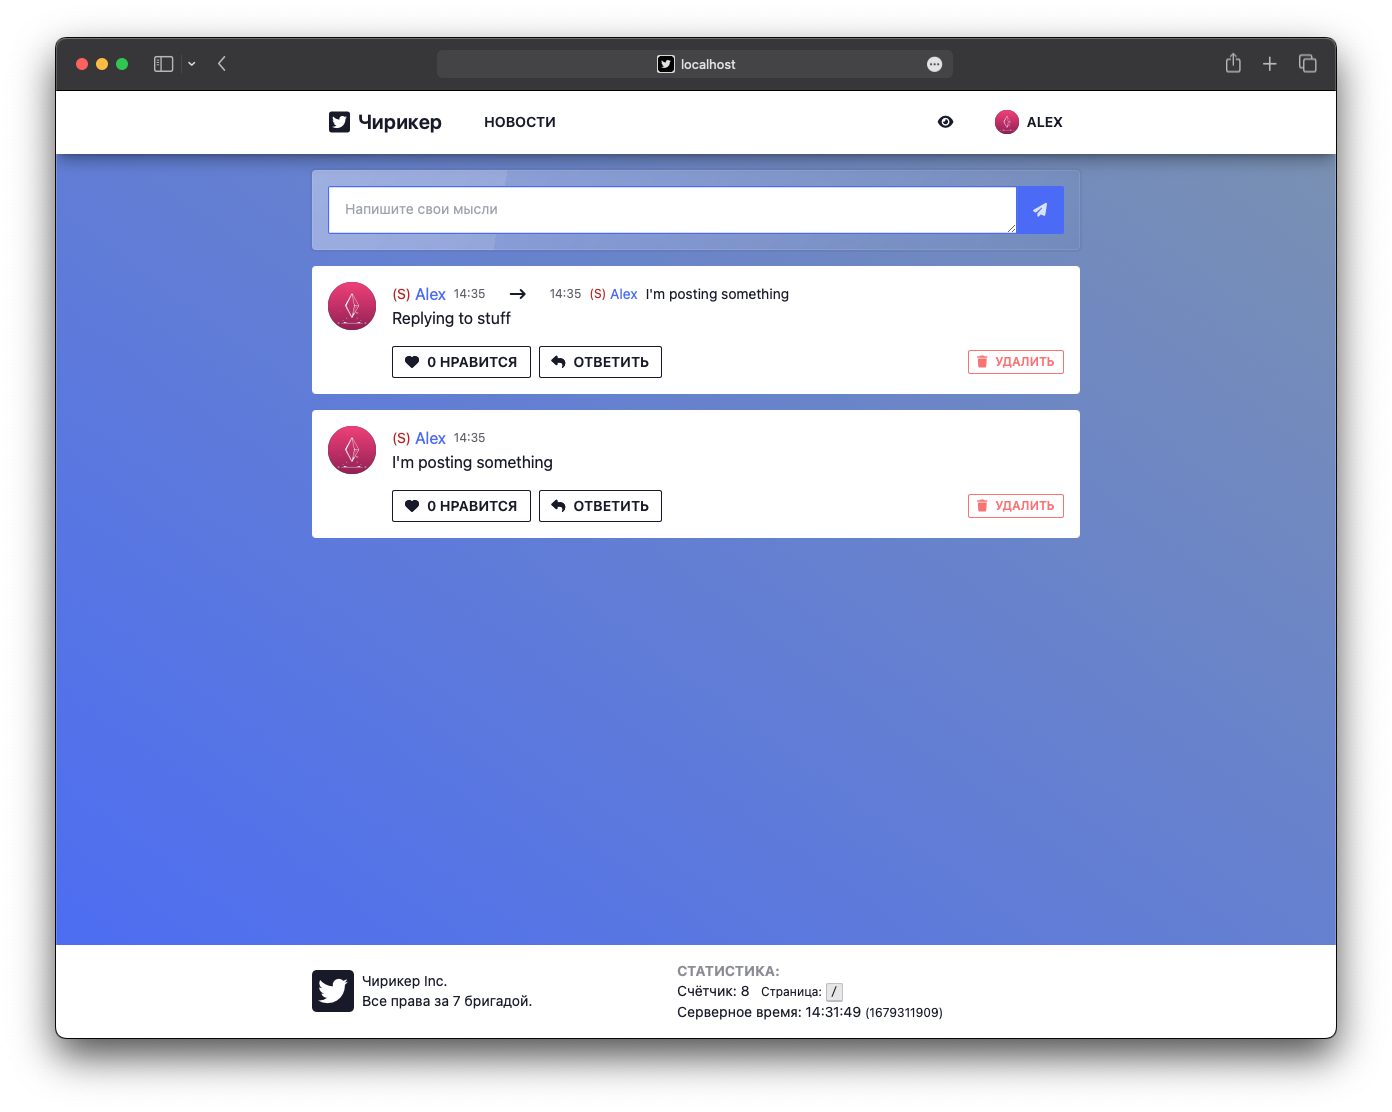 localhost
Чирикер НОВОСТИ ALEX
Напишите свои мысли
(S) Alex 14:35 → 14:35 (S) Alex I'm posting something
Replying to stuff
0 НРАВИТСЯ ОТВЕТИТЬ УДАЛИТЬ
(S) Alex 14:35
I'm posting something
0 НРАВИТСЯ ОТВЕТИТЬ УДАЛИТЬ
Чирикер Inc.
Все права за 7 бригадой.
СТАТИСТИКА:
Счётчик: 8 Страница: /
Серверное время: 14:31:49 (1679311909)